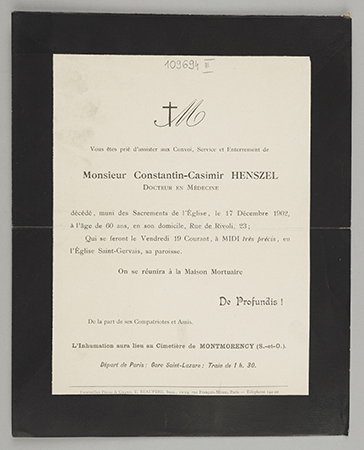 109694 III
M
Vous êtes prié d'assister aux Convoi, Service et Enterrement de
Monsieur Constantin-Casimir HENSZEL
DOCTEUR EN MÉDECINE
décédé, muni des Sacrements de l'Église, le 17 Décembre 1902,
à l'âge de 60 ans, en son domicile, Rue de Rivoli, 23;
Qui se feront le Vendredi 19 Courant, à MIDI très précis, en
l'Église Saint-Gervais, sa paroisse.
On se réunira à la Maison Mortuaire
De Profundis !
De la part de ses Compatriotes et Amis.
L'Inhumation aura lieu au Cimetière de MONTMORENCY (S.-et-O.).
Départ de Paris : Gare Saint-Lazare : Train de 1 h. 30.